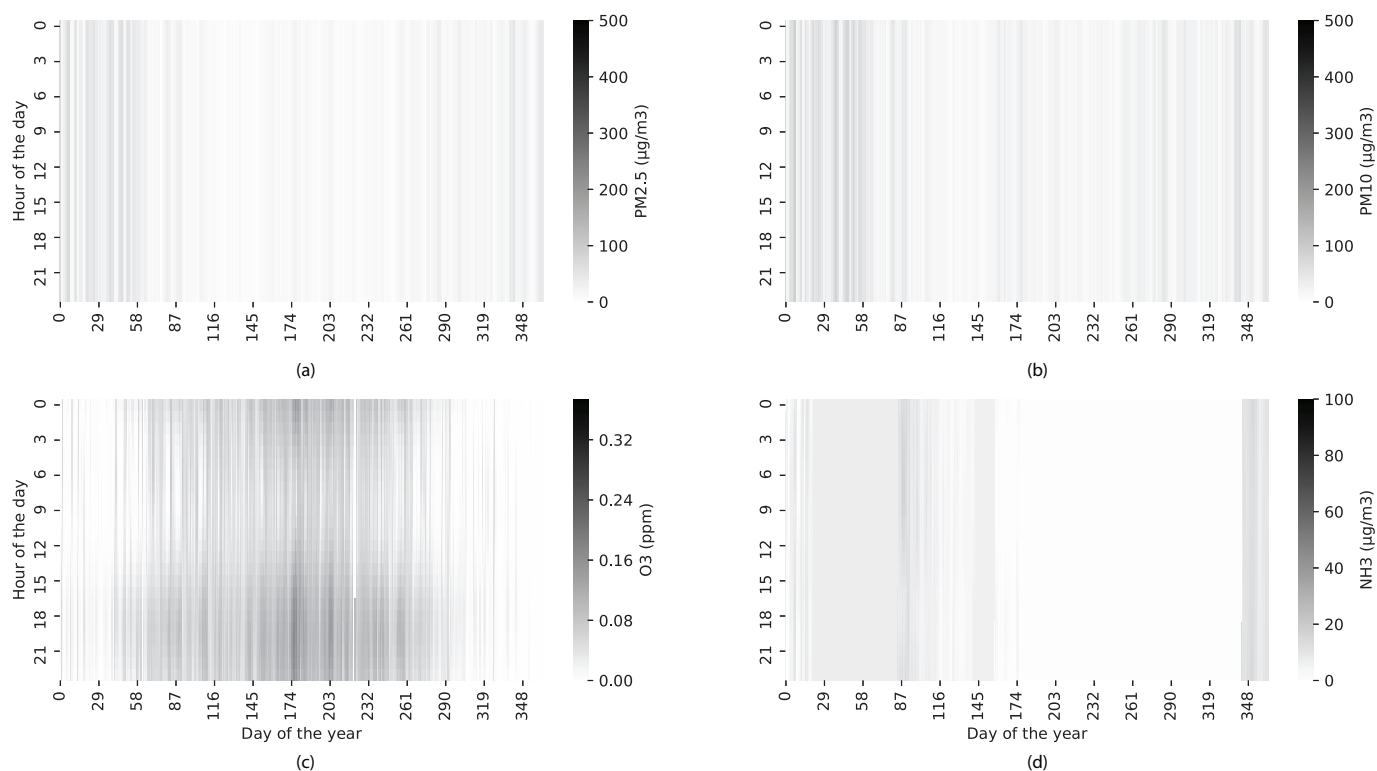 0 3 6 9 12 15 18 21
Hour of the day
0 29 58 87 116 145 174 203 232 261 290 319 348
500 400 300 200 100 0
PM2.5 (μg/m3)
(a)
0 3 6 9 12 15 18 21
0 29 58 87 116 145 174 203 232 261 290 319 348
500 400 300 200 100 0
PM10 (μg/m3)
(b)
0 3 6 9 12 15 18 21
Hour of the day
0 29 58 87 116 145 174 203 232 261 290 319 348
Day of the year
0.32 0.24 0.16 0.08 0.00
O3 (ppm)
(c)
0 3 6 9 12 15 18 21
0 29 58 87 116 145 174 203 232 261 290 319 348
Day of the year
100 80 60 40 20 0
NH3 (μg/m3)
(d)